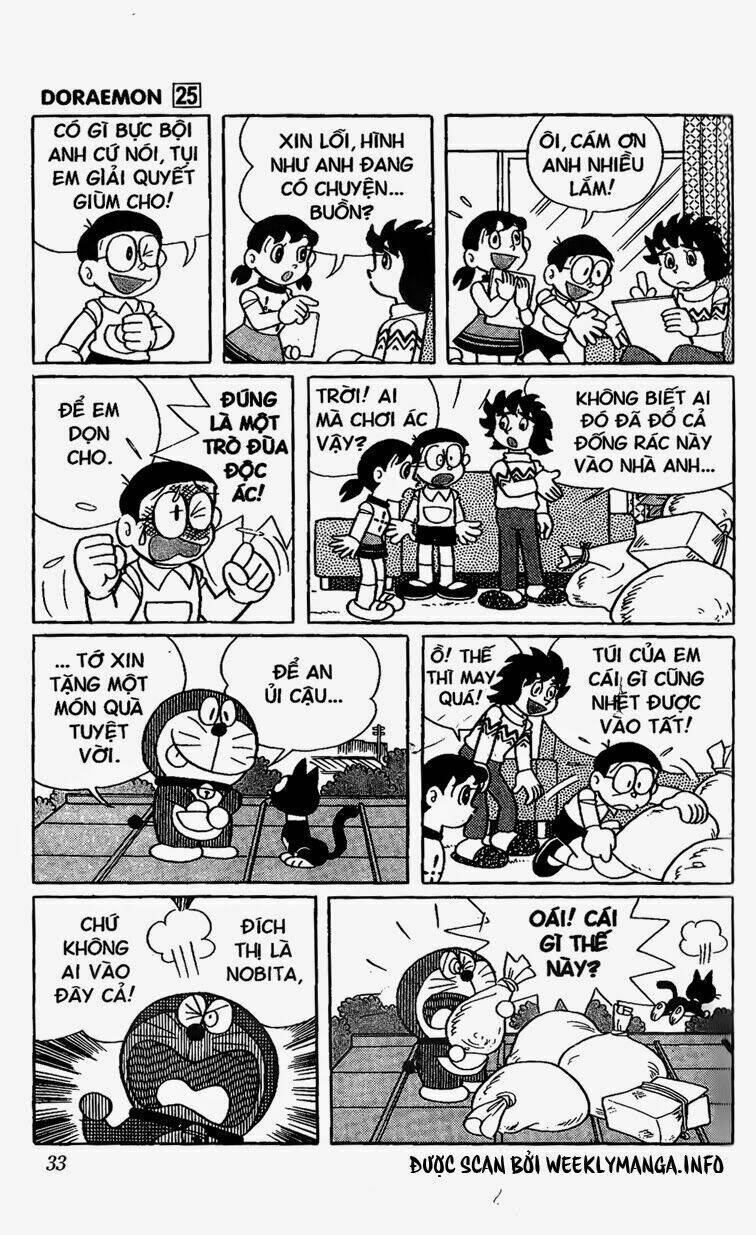 DORAEMON 25
ÔI, CÁM ƠN
ANH NHIỀU
LẮM!
XIN LỖI, HÌNH
NHƯ ANH ĐANG
CÓ CHUYỆN...
BUỒN?
CÓ GÌ BỰC BỘI
ANH CỨ NÓI, TỤI
EM GIẢI QUYẾT
GIÙM CHO!
KHÔNG BIẾT AI
ĐÓ ĐÃ ĐỔ CẢ
ĐỐNG RÁC NÀY
VÀO NHÀ ANH...
TRỜI! AI
MÀ CHƠI ÁC
VẬY?
ĐÚNG
LÀ MỘT
TRÒ ĐÙA
ĐỘC
ÁC!
ĐỂ EM
DỌN
CHO.
TÚI CỦA EM
CÁI GÌ CŨNG
NHÉT ĐƯỢC
VÀO TẤT!
Ồ! THẾ
THÌ MAY
QUÁ!
ĐỂ AN
ỦI CẬU...
... TỚ XIN
TẶNG MỘT
MÓN QUÀ
TUYỆT
VỜI.
OÁI! CÁI
GÌ THẾ
NÀY?
ĐÍCH
THỊ LÀ
NOBITA,
CHỨ
KHÔNG
AI VÀO
ĐÂY CẢ!
33
ĐƯỢC SCAN BỞI WEEKLYMANGA.INFO